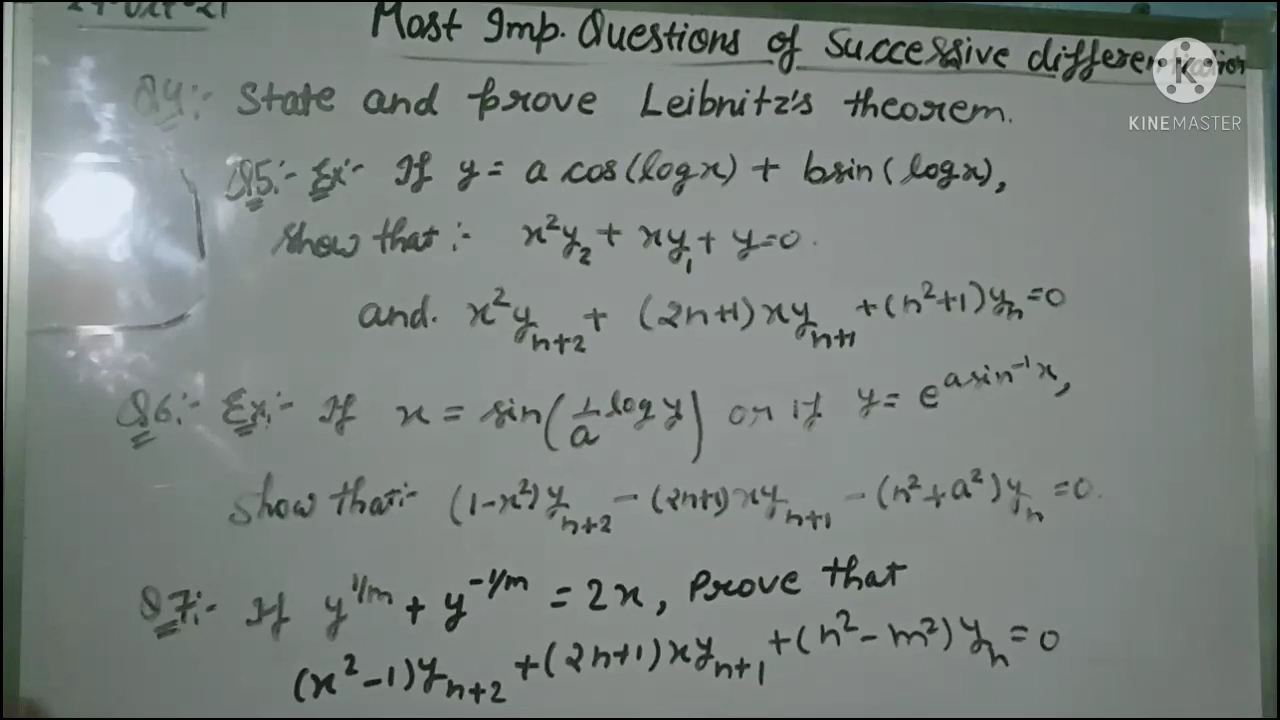 Most Imp. Questions of Successive differentiation
Q4:- State and prove Leibnitz's theorem.
Q5:- Ex:- If y = a cos(logx) + bsin(logx),
show that:- x²y₂ + xy₁ + y=0.
and. x²yₙ₊₂ + (2n+1)xyₙ₊₁ + (n²+1)yₙ=0
Q6:- Ex:- If x = sin(1/a log y) or if y = e^(a sin⁻¹x),
Show that:- (1-x²)yₙ₊₂ - (2n+1)xyₙ₊₁ - (n²+a²)yₙ =0.
Q7:- If y^(1/m) + y^(-1/m) = 2x, Prove that
(x²-1)yₙ₊₂ + (2n+1)xyₙ₊₁ + (n²-m²)yₙ=0
KINEMASTER